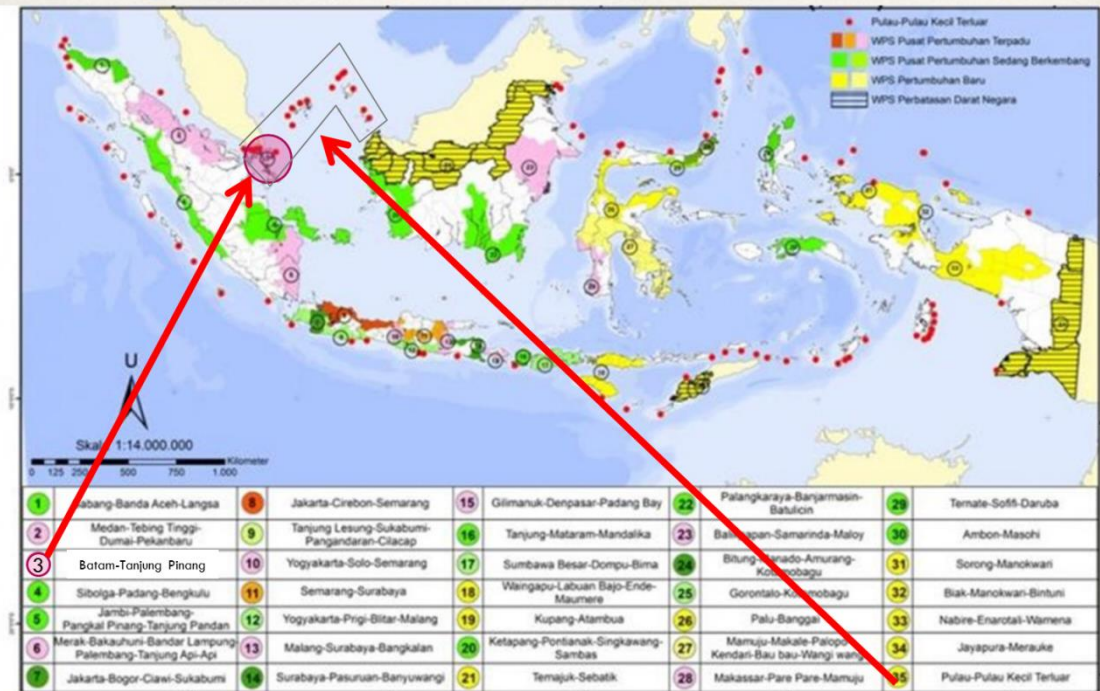 Pulau-Pulau Kecil Terluar
WPS Pusat Pertumbuhan Terpadu
WPS Pusat Pertumbuhan Sedang Berkembang
WPS Pertumbuhan Baru
WPS Perbatasan Darat Negara
U
Skala 1:14.000.000
Kilometer
0 125 250 500 750 1.000
1 Sabang-Banda Aceh-Langsa
2 Medan-Tebing Tinggi-
Dumai-Pekanbaru
3 Batam-Tanjung Pinang
4 Sibolga-Padang-Bengkulu
5 Jambi-Palembang-
Pangkal Pinang-Tanjung Pandan
6 Merak-Bakauhuni-Bandar Lampung-
Palembang-Tanjung Api-Api
7 Jakarta-Bogor-Ciawi-Sukabumi
8 Jakarta-Cirebon-Semarang
9 Tanjung Lesung-Sukabumi-
Pangandaran-Cilacap
10 Yogyakarta-Solo-Semarang
11 Semarang-Surabaya
12 Yogyakarta-Prigi-Blitar-Malang
13 Malang-Surabaya-Bangkalan
14 Surabaya-Pasuruan-Banyuwangi
15 Gilimanuk-Denpasar-Padang Bay
16 Tanjung-Mataram-Mandalika
17 Sumbawa Besar-Dompu-Bima
18 Waingapu-Labuan Bajo-Ende-
Maumere
19 Kupang-Atambua
20 Ketapang-Pontianak-Singkawang-
Sambas
21 Temajuk-Sebatik
22 Palangkaraya-Banjarmasin-
Batulicin
23 Balikpapan-Samarinda-Maloy
24 Bitung-Manado-Amurang-
Kotamobagu
25 Gorontalo-Kotamobagu
26 Palu-Banggai
27 Mamuju-Makale-Palopo-
Kendari-Bau bau-Wangi wangi
28 Makassar-Pare Pare-Mamuju
29 Ternate-Sofifi-Daruba
30 Ambon-Masohi
31 Sorong-Manokwari
32 Biak-Manokwari-Bintuni
33 Nabire-Enarotali-Wamena
34 Jayapura-Merauke
35 Pulau-Pulau Kecil Terluar